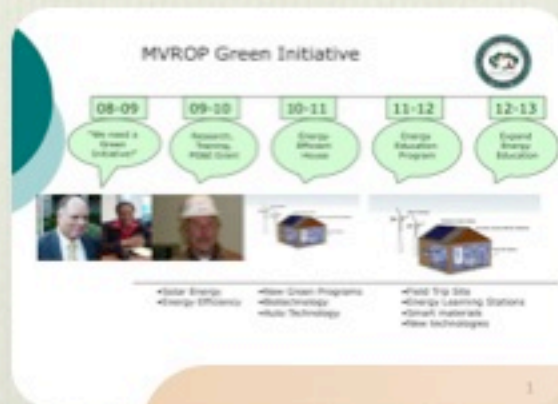 MVROP Green Initiative
08-09
09-10
10-11
11-12
12-13
"We need a
Green
Initiative!"
Research,
Training,
PG&E Grant
Energy
Efficient
House
Energy
Education
Program
Expand
Energy
Education
•Solar Energy
•Energy Efficiency
•New Green Programs
•Biotechnology
•Auto Technology
•Field Trip Site
•Energy Learning Stations
•Smart materials
•New technologies
1